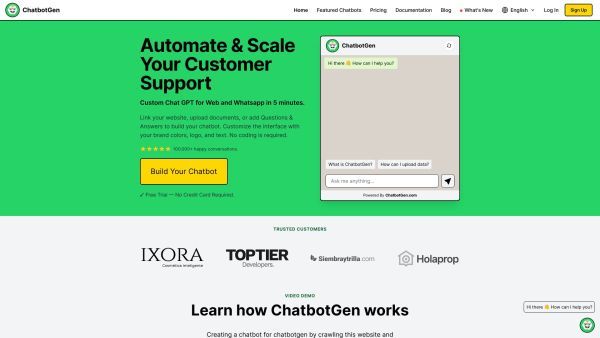 ChatbotGen
Home Featured Chatbots Pricing Documentation Blog What's New English Log In Sign Up
Automate & Scale
Your Customer
Support
Custom Chat GPT for Web and Whatsapp in 5 minutes.
Link your website, upload documents, or add Questions &
Answers to build your chatbot. Customize the interface with
your brand colors, logo, and text. No coding is required.
100,000+ happy conversations.
Build Your Chatbot
✓ Free Trial — No Credit Card Required.
ChatbotGen
Hi there 👋 How can I help you?
What is ChatbotGen? How can I upload data?
Ask me anything...
Powered By ChatbotGen.com
TRUSTED CUSTOMERS
IXORA
Cosmetics Intelligence
TOPTIER
Developers.
Siembraytrilla.com
Holaprop
VIDEO DEMO
Learn how ChatbotGen works
Creating a chatbot for chatbotgen by crawling this website and
Hi there 👋 How can I help you?